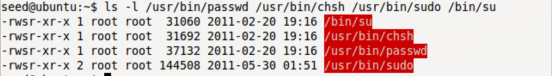 seed@ubuntu:~$ ls -l /usr/bin/passwd /usr/bin/chsh /usr/bin/sudo /bin/su
-rwsr-xr-x 1 root root  31060 2011-02-20 19:16 /bin/su
-rwsr-xr-x 1 root root  31692 2011-02-20 19:16 /usr/bin/chsh
-rwsr-xr-x 1 root root  37132 2011-02-20 19:16 /usr/bin/passwd
-rwsr-xr-x 2 root root 144508 2011-05-30 01:51 /usr/bin/sudo